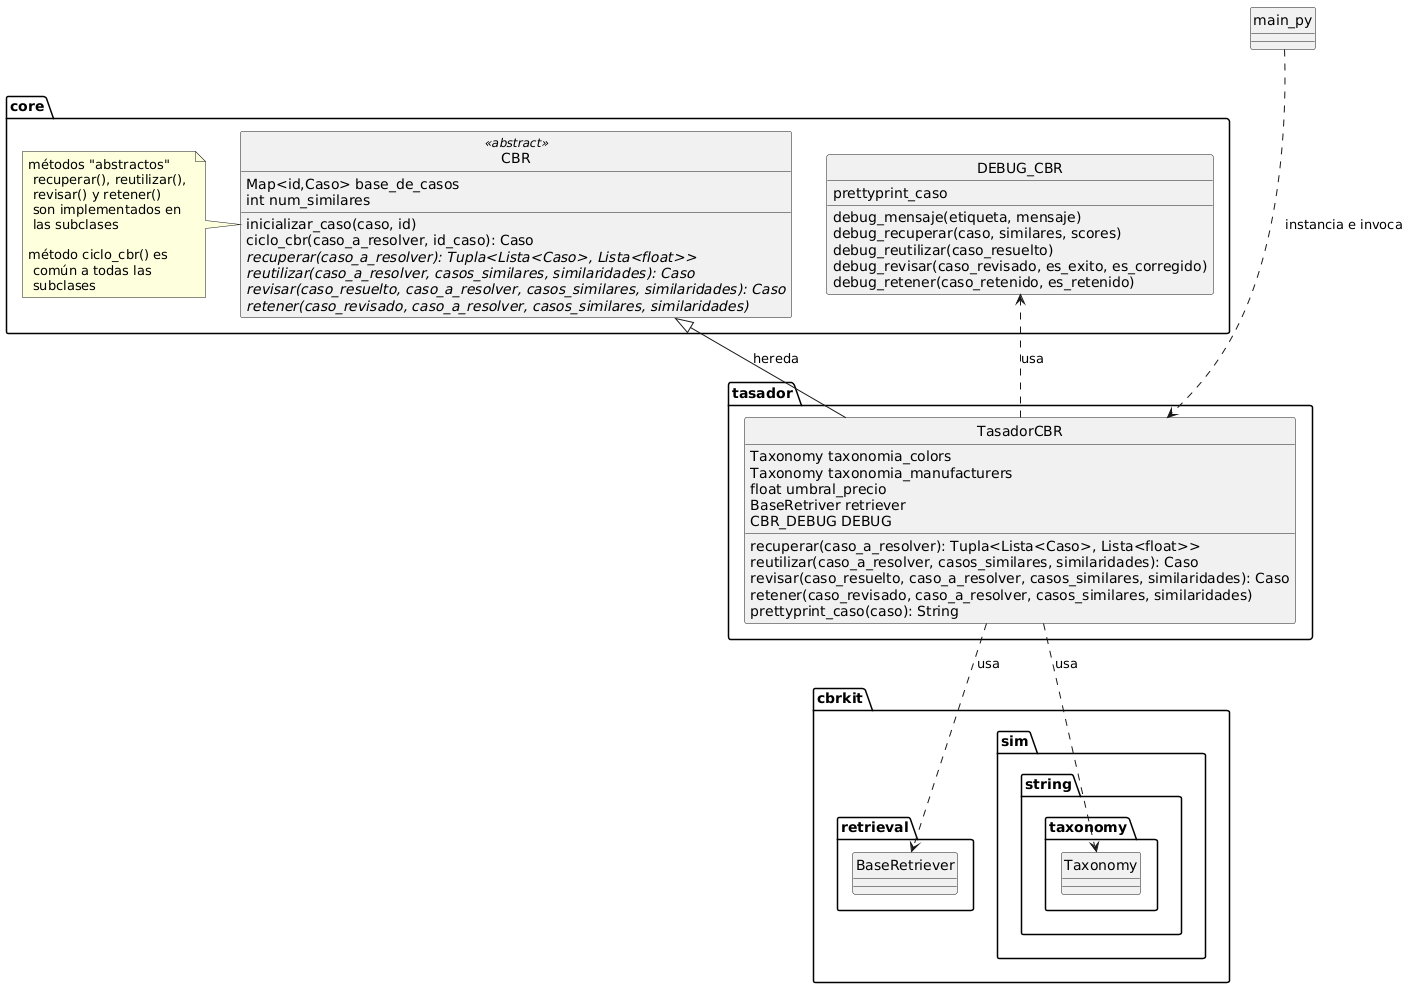 main_py
core
métodos "abstractos"
recuperar(), reutilizar(),
revisar() y retener()
son implementados en
las subclases
método ciclo_cbr() es
común a todas las
subclases
«abstract»
CBR
Map<id,Caso> base_de_casos
int num_similares
inicializar_caso(caso, id)
ciclo_cbr(caso_a_resolver, id_caso): Caso
recuperar(caso_a_resolver): Tupla<Lista<Caso>, Lista<float>>
reutilizar(caso_a_resolver, casos_similares, similaridades): Caso
revisar(caso_resuelto, caso_a_resolver, casos_similares, similaridades): Caso
retener(caso_revisado, caso_a_resolver, casos_similares, similaridades)
DEBUG_CBR
prettyprint_caso
debug_mensaje(etiqueta, mensaje)
debug_recuperar(caso, similares, scores)
debug_reutilizar(caso_resuelto)
debug_revisar(caso_revisado, es_exito, es_corregido)
debug_retener(caso_retenido, es_retenido)
instancia e invoca
hereda
usa
tasador
TasadorCBR
Taxonomy taxonomia_colors
Taxonomy taxonomia_manufacturers
float umbral_precio
BaseRetriver retriever
CBR_DEBUG DEBUG
recuperar(caso_a_resolver): Tupla<Lista<Caso>, Lista<float>>
reutilizar(caso_a_resolver, casos_similares, similaridades): Caso
revisar(caso_resuelto, caso_a_resolver, casos_similares, similaridades): Caso
retener(caso_revisado, caso_a_resolver, casos_similares, similaridades)
prettyprint_caso(caso): String
usa
usa
cbrkit
sim
string
retrieval
taxonomy
BaseRetriever
Taxonomy